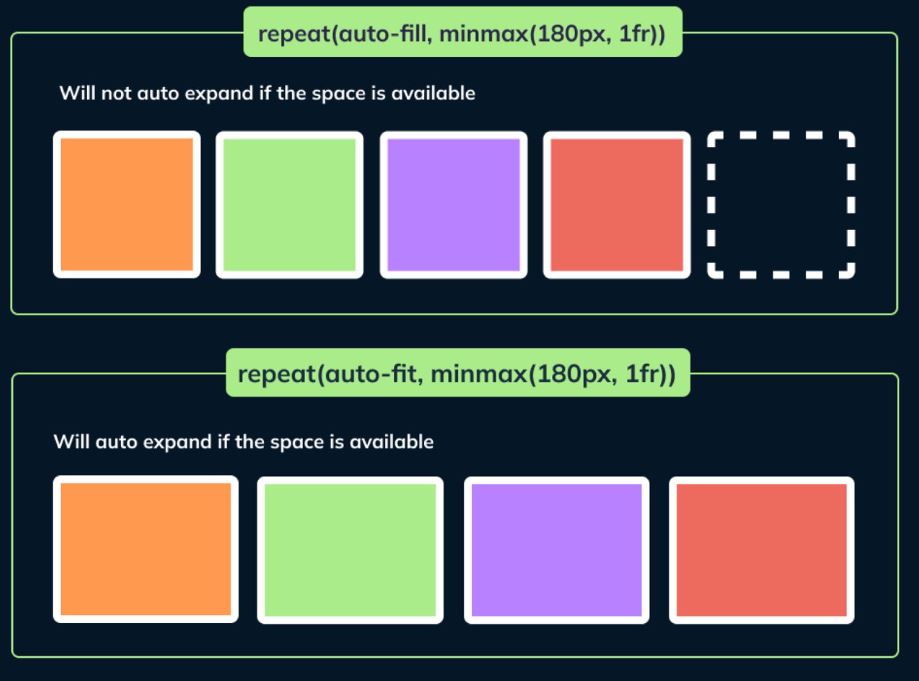 repeat(auto-fill, minmax(180px, 1fr))
Will not auto expand if the space is available
repeat(auto-fit, minmax(180px, 1fr))
Will auto expand if the space is available